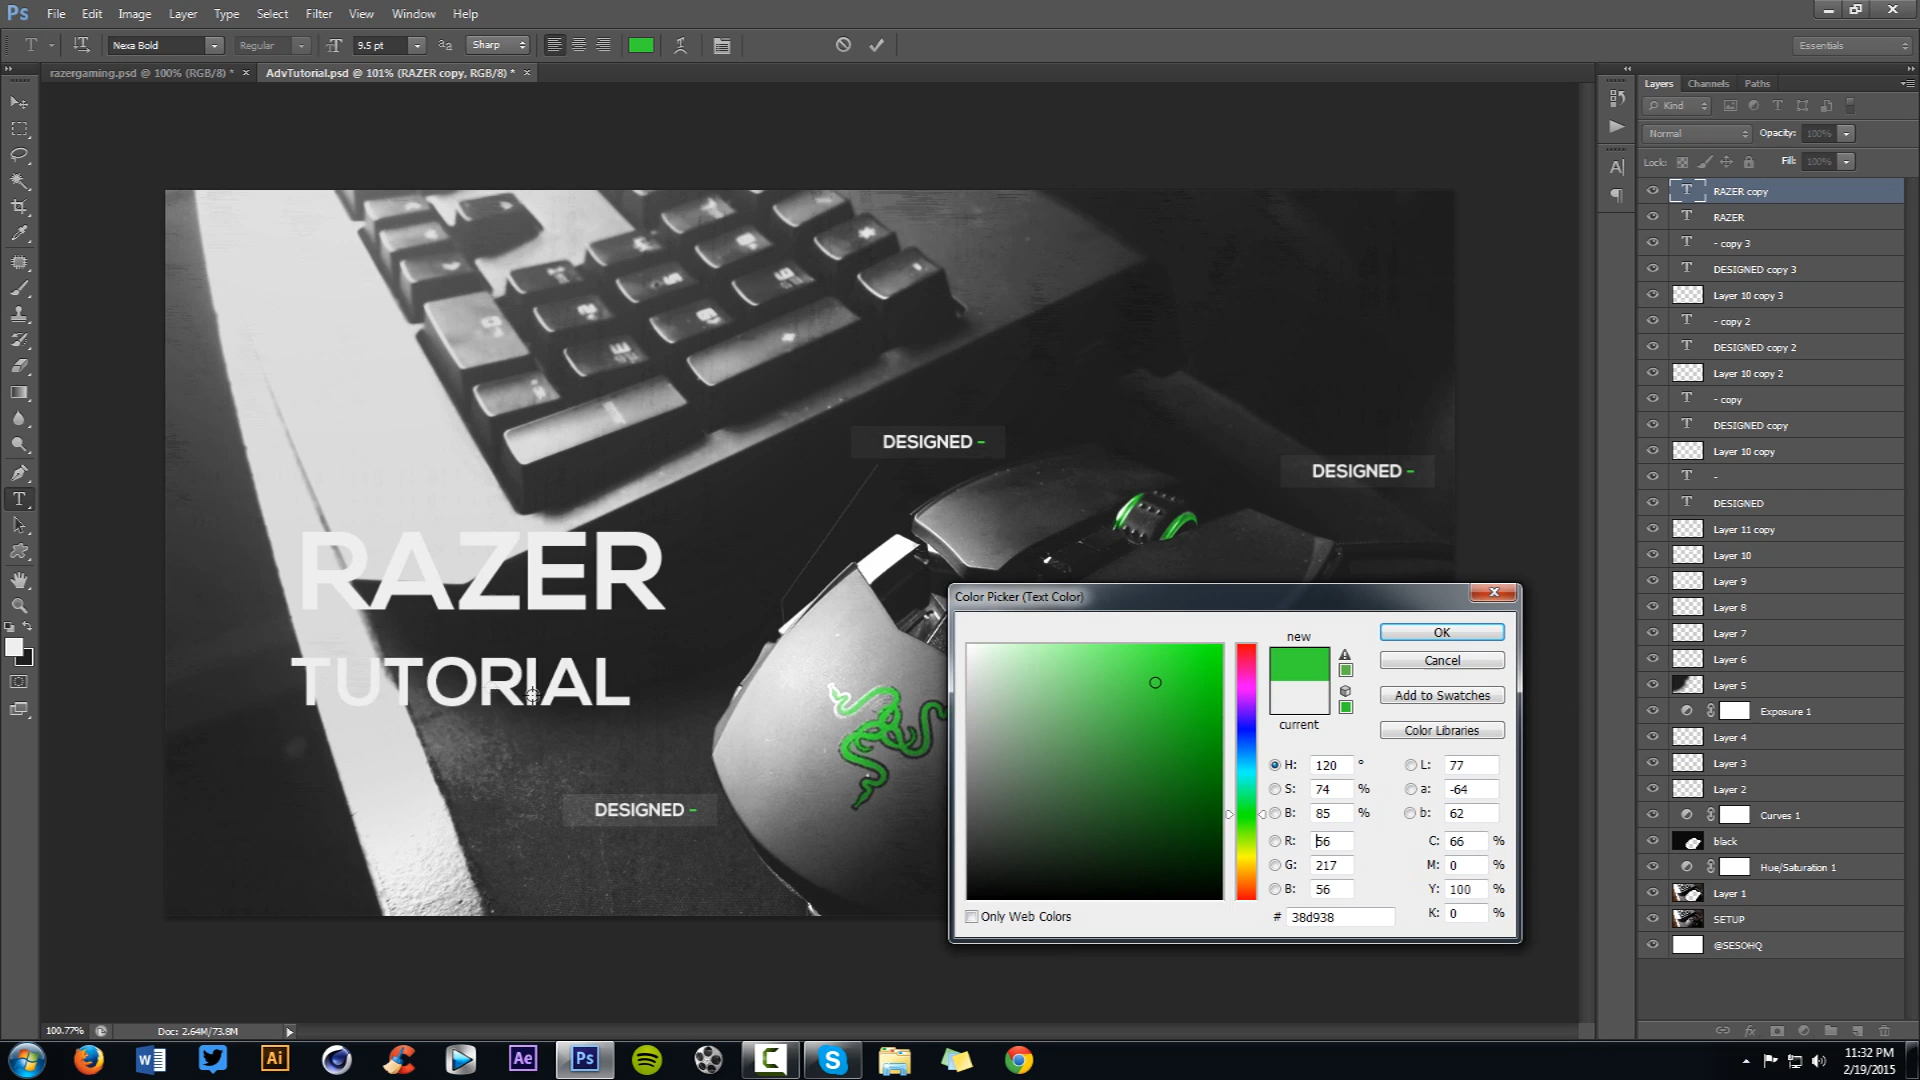 Ps File Edit Image Layer Type Select Filter View Window Help
Nexa Bold Regular 9.5 pt Sharp Essentials
razergaming.psd @ 100% (RGB/8) * × AdvTutorial.psd @ 101% (RAZER copy, RGB/8) * ×
Layers Channels Paths
Kind
Normal Opacity: 100%
Lock: Fill: 100%
RAZER copy
RAZER
- copy 3
DESIGNED copy 3
Layer 10 copy 3
- copy 2
DESIGNED copy 2
Layer 10 copy 2
- copy
DESIGNED copy
Layer 10 copy
-
DESIGNED
Layer 11 copy
Layer 10
Layer 9
Layer 8
Layer 7
Layer 6
Layer 5
Exposure 1
Layer 4
Layer 3
Layer 2
Curves 1
black
Hue/Saturation 1
Layer 1
SETUP
@SESOHQ
DESIGNED -
DESIGNED -
RAZER
TUTORIAL
DESIGNED -
Color Picker (Text Color)
new
current
OK
Cancel
Add to Swatches
Color Libraries
H: 120 °
S: 74 %
B: 85 %
R: 56
G: 217
B: 56
L: 77
a: -64
b: 62
C: 66 %
M: 0 %
Y: 100 %
K: 0 %
# 38d938
Only Web Colors
100.77% Doc: 2.64M/73.8M
Ai Ae Ps
11:32 PM
2/19/2015